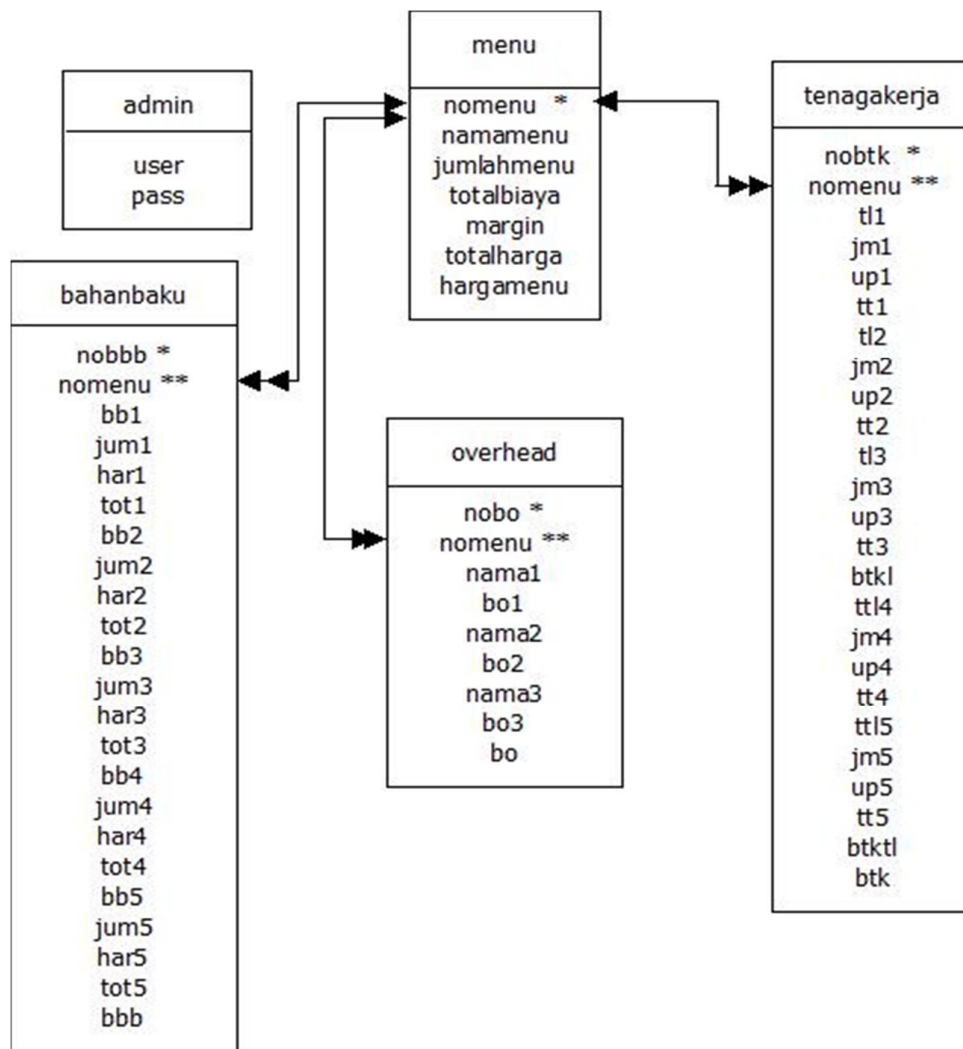 menu
nomenu *
namamenu
jumlahmenu
totalbiaya
margin
totalharga
hargamenu
admin
user
pass
tenagakerja
nobtk *
nomenu **
tl1
jm1
up1
tt1
tl2
jm2
up2
tt2
tl3
jm3
up3
tt3
btkl
ttl4
jm4
up4
tt4
ttl5
jm5
up5
tt5
btktl
btk
bahanbaku
nobbb *
nomenu **
bb1
jum1
har1
tot1
bb2
jum2
har2
tot2
bb3
jum3
har3
tot3
bb4
jum4
har4
tot4
bb5
jum5
har5
tot5
bbb
overhead
nobo *
nomenu **
nama1
bo1
nama2
bo2
nama3
bo3
bo